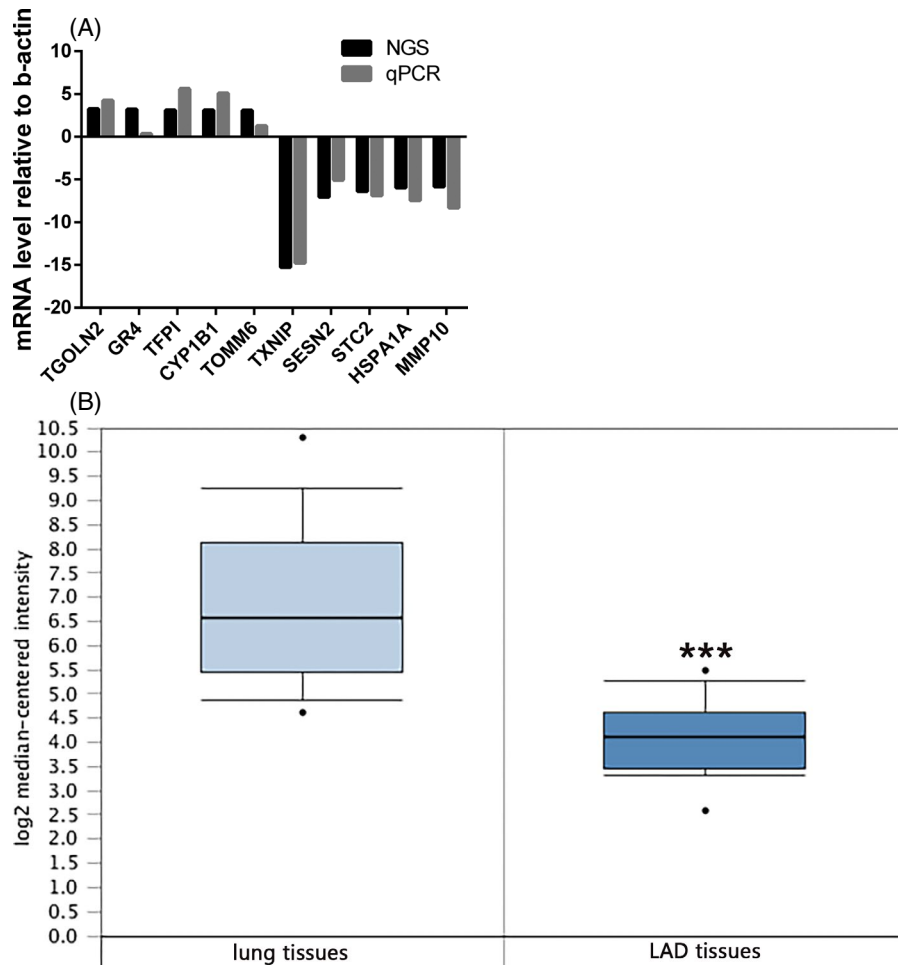 (A)
NGS
qPCR
mRNA level relative to b-actin
10
5
0
-5
-10
-15
-20
TGOLN2
GR4
TFPI
CYP1B1
TOMM6
TXNIP
SESN2
STC2
HSPA1A
MMP10
(B)
log2 median-centered intensity
10.5
10.0
9.5
9.0
8.5
8.0
7.5
7.0
6.5
6.0
5.5
5.0
4.5
4.0
3.5
3.0
2.5
2.0
1.5
1.0
0.5
0.0
***
lung tissues
LAD tissues